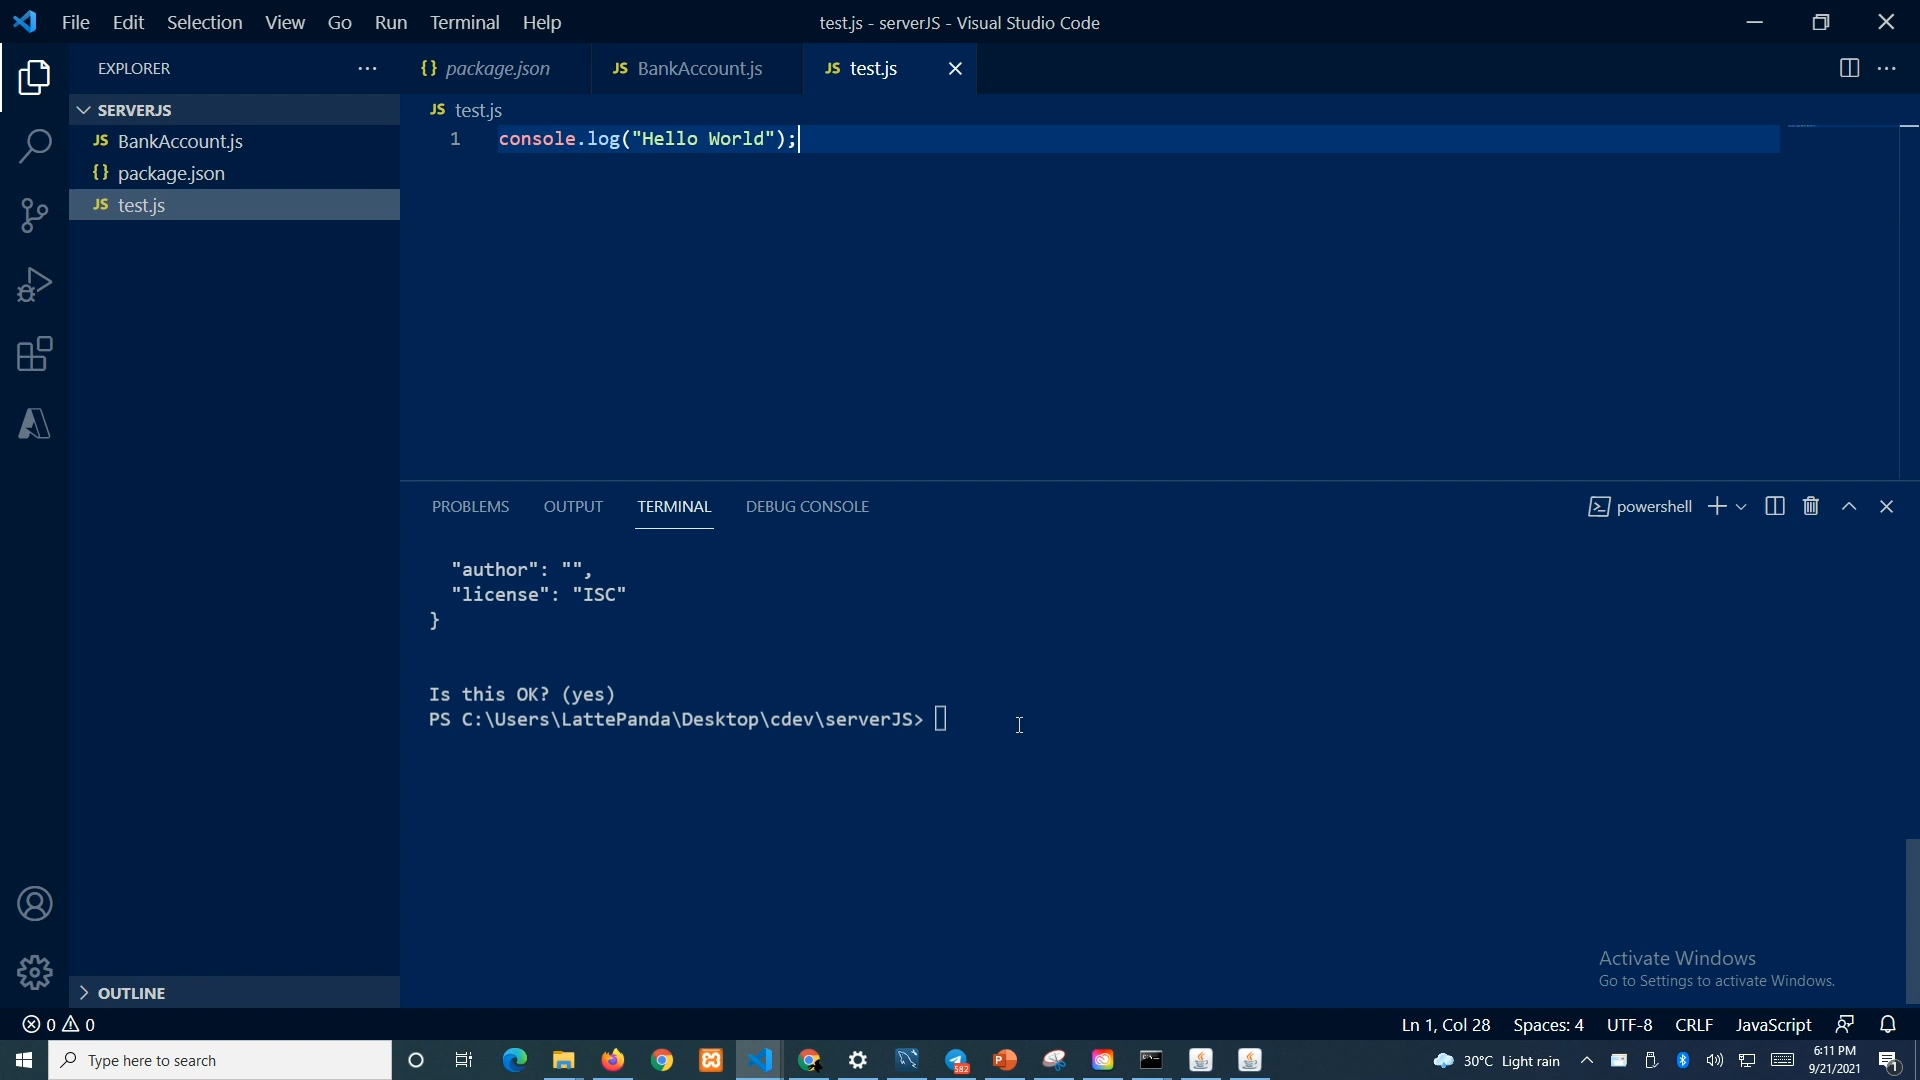 File Edit Selection View Go Run Terminal Help
test.js - serverJS - Visual Studio Code
EXPLORER
{} package.json
JS BankAccount.js
JS test.js
SERVERJS
JS BankAccount.js
{} package.json
JS test.js
JS test.js
1 console.log("Hello World");
PROBLEMS OUTPUT TERMINAL DEBUG CONSOLE
powershell
"author": "",
"license": "ISC"
}
Is this OK? (yes)
PS C:\Users\LattePanda\Desktop\cdev\serverJS>
Activate Windows
Go to Settings to activate Windows.
OUTLINE
0 0
Ln 1, Col 28 Spaces: 4 UTF-8 CRLF JavaScript
Type here to search
582
30°C Light rain
6:11 PM
9/21/2021
1